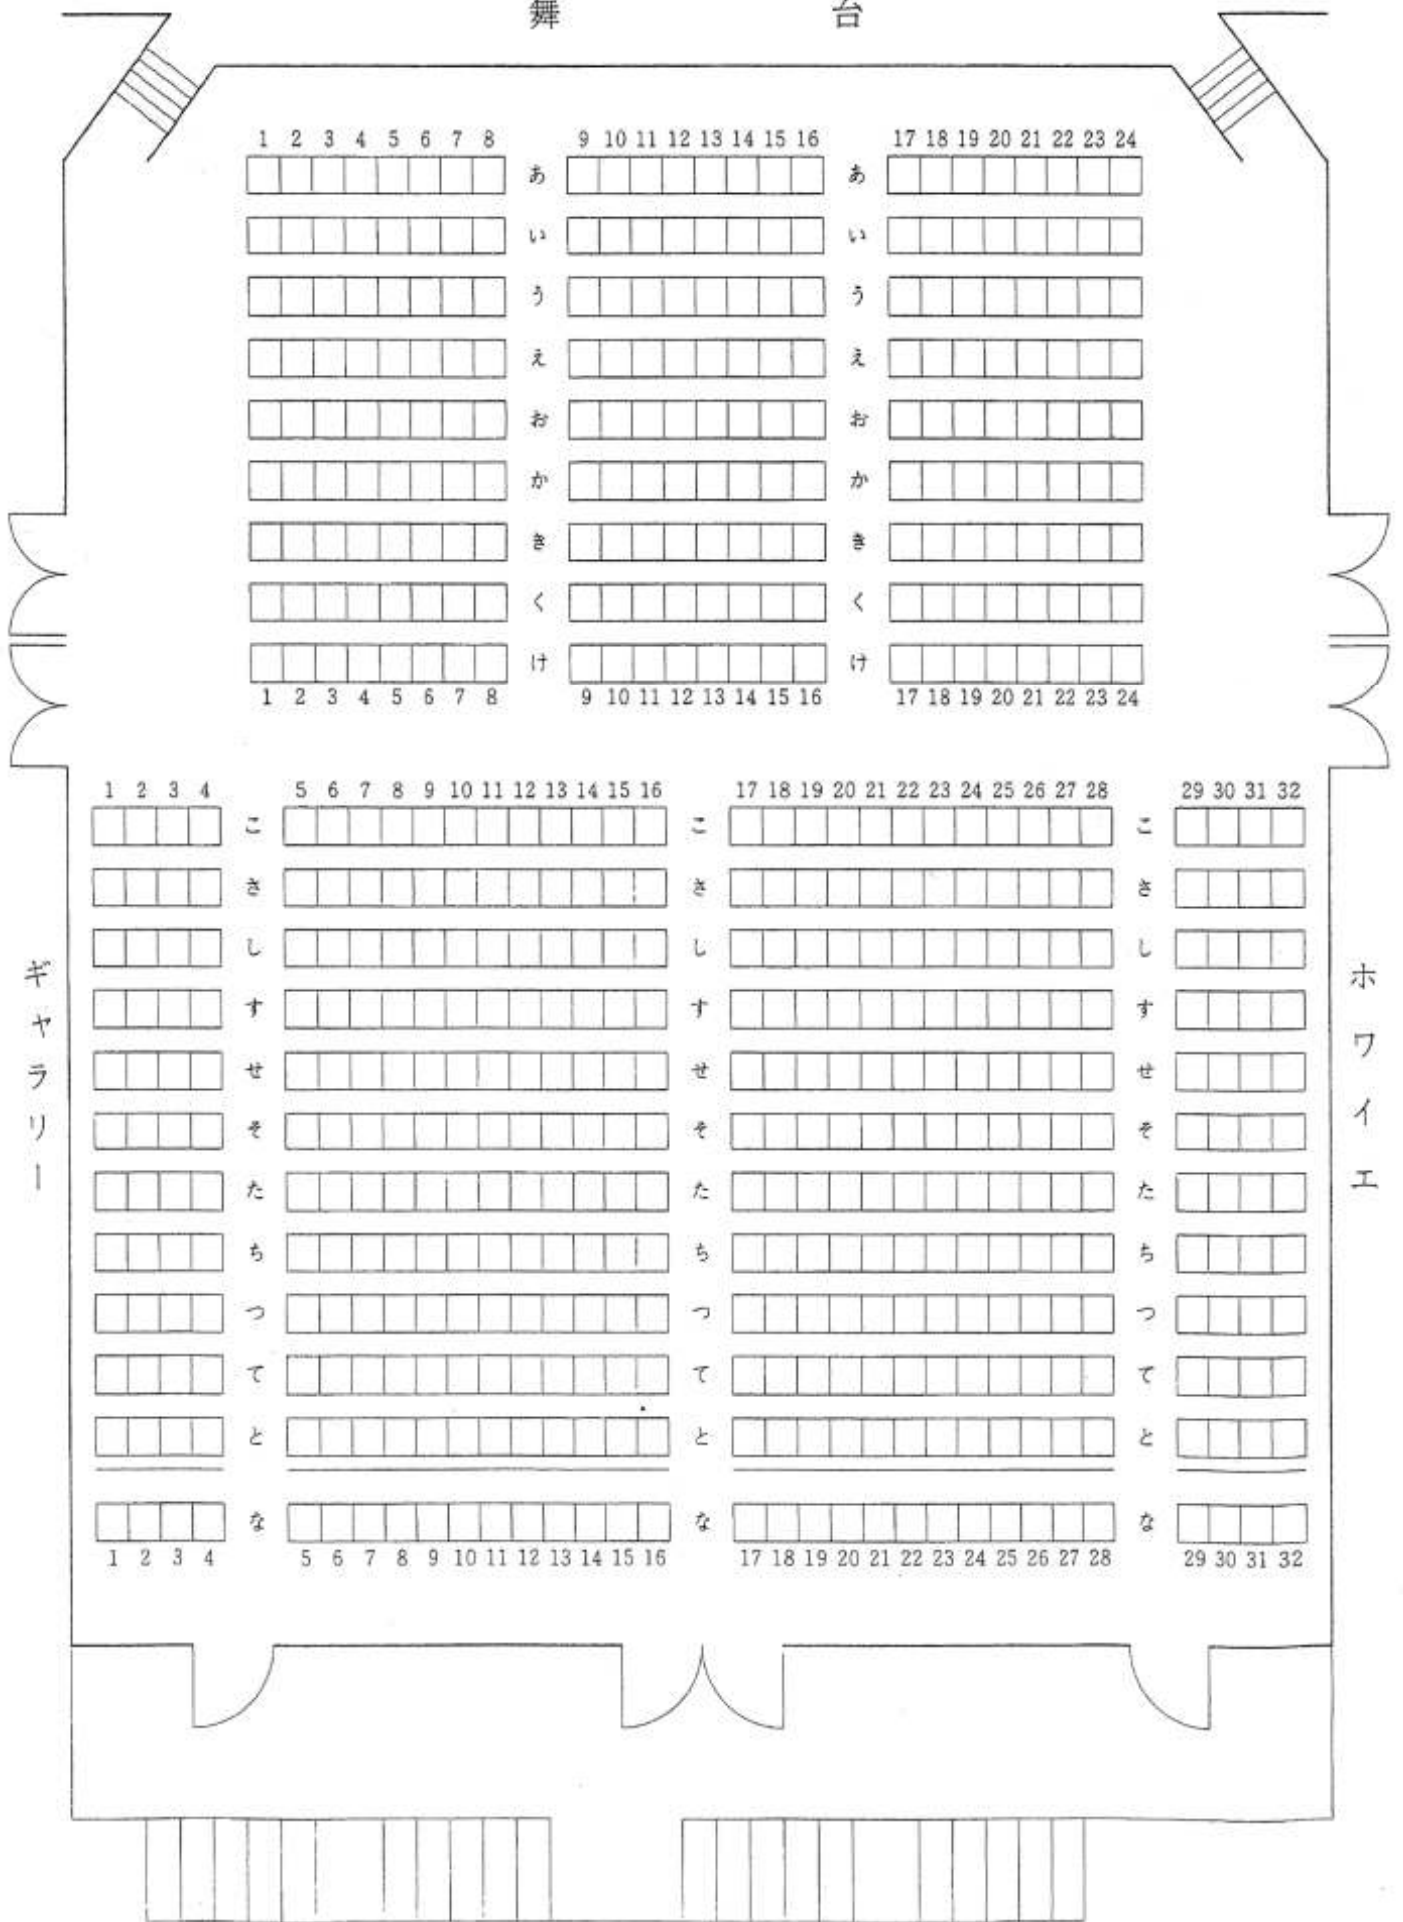 舞 台
1 2 3 4 5 6 7 8 9 10 11 12 13 14 15 16 17 18 19 20 21 22 23 24
あ あ
い い
う う
え え
お お
か か
き き
く く
け け
1 2 3 4 5 6 7 8 9 10 11 12 13 14 15 16 17 18 19 20 21 22 23 24
1 2 3 4 5 6 7 8 9 10 11 12 13 14 15 16 17 18 19 20 21 22 23 24 25 26 27 28 29 30 31 32
こ こ こ
さ さ さ
し し し
す す す
せ せ せ
そ そ そ
た た た
ち ち ち
つ つ つ
て て て
と と と
な な な
1 2 3 4 5 6 7 8 9 10 11 12 13 14 15 16 17 18 19 20 21 22 23 24 25 26 27 28 29 30 31 32
ギャラリー
ホワイエ